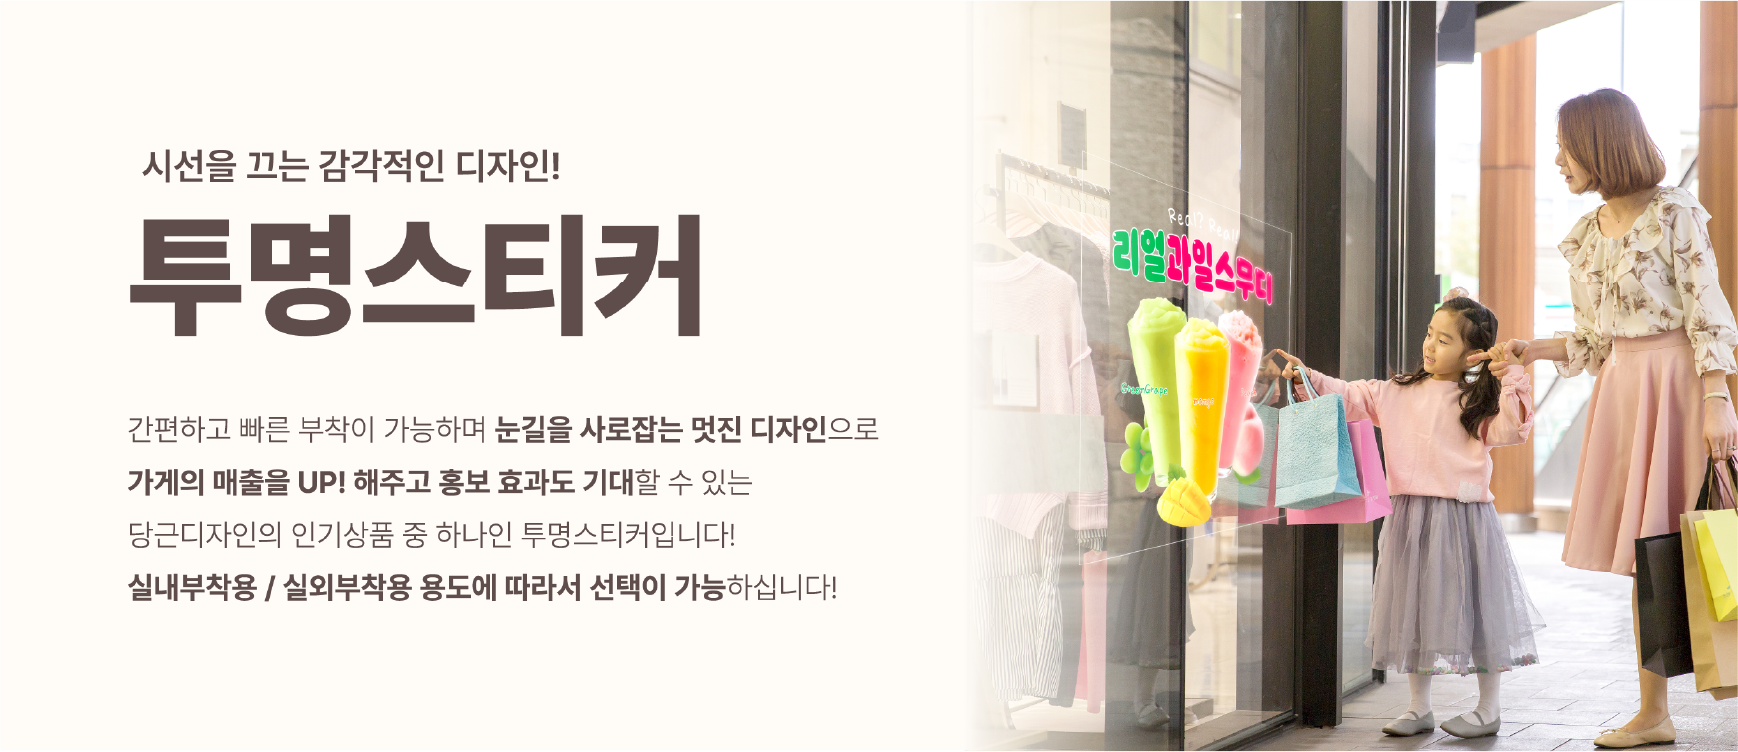 시선을 끄는 감각적인 디자인!
투명스티커
간편하고 빠른 부착이 가능하며 눈길을 사로잡는 멋진 디자인으로
가게의 매출을 UP! 해주고 홍보 효과도 기대할 수 있는
당근디자인의 인기상품 중 하나인 투명스티커입니다!
실내부착용 / 실외부착용 용도에 따라서 선택이 가능하십니다!
Real? Real!
리얼과일스무디
GreenGrape
mango